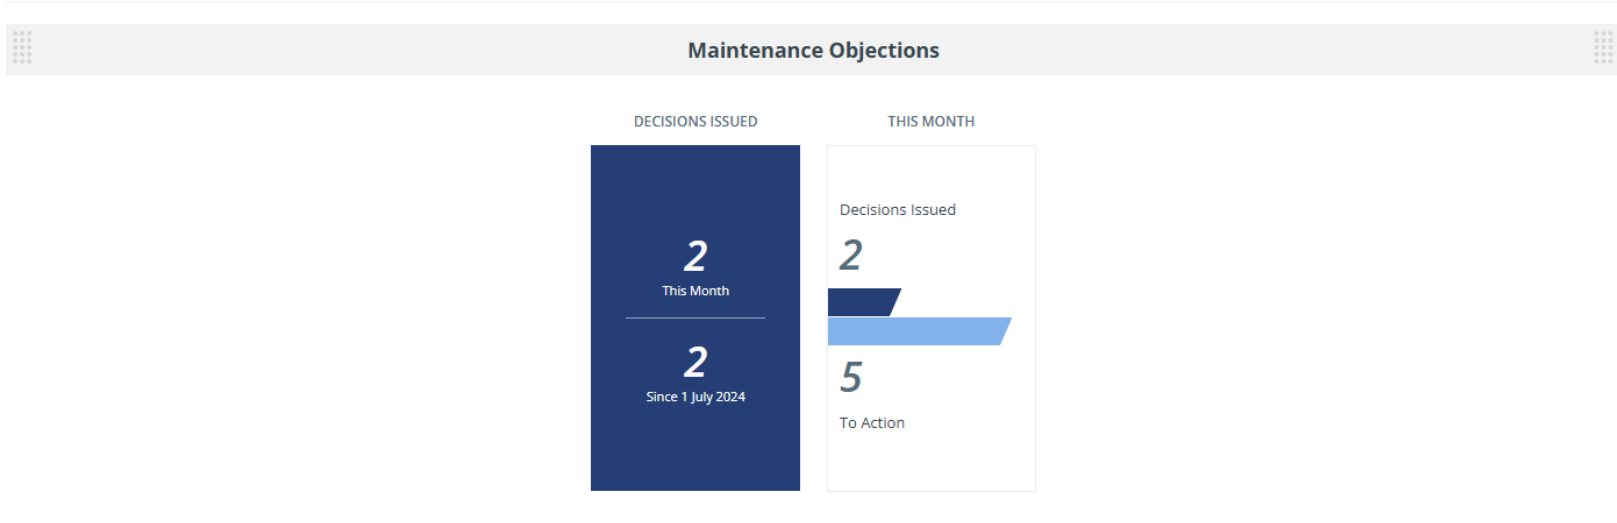 Maintenance Objections
DECISIONS ISSUED
2
This Month
2
Since 1 July 2024
THIS MONTH
Decisions Issued
2
5
To Action